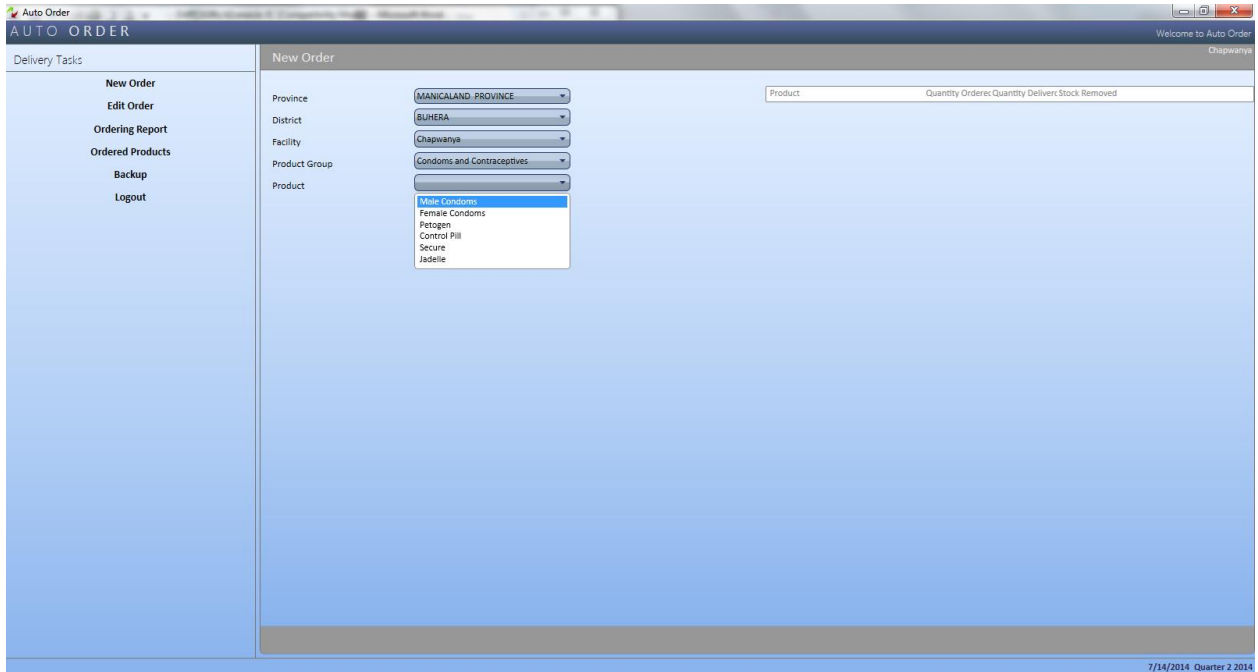 Auto Order
AUTO ORDER
Welcome to Auto Order
Chapwanya
Delivery Tasks
New Order
Edit Order
Ordering Report
Ordered Products
Backup
Logout
New Order
Province MANICALAND PROVINCE
District BUHERA
Facility Chapwanya
Product Group Condoms and Contraceptives
Product
Male Condoms
Female Condoms
Petogen
Control Pill
Secure
Jadelle
Product Quantity Orderec Quantity Deliverc Stock Removed
7/14/2014 Quarter 2 2014